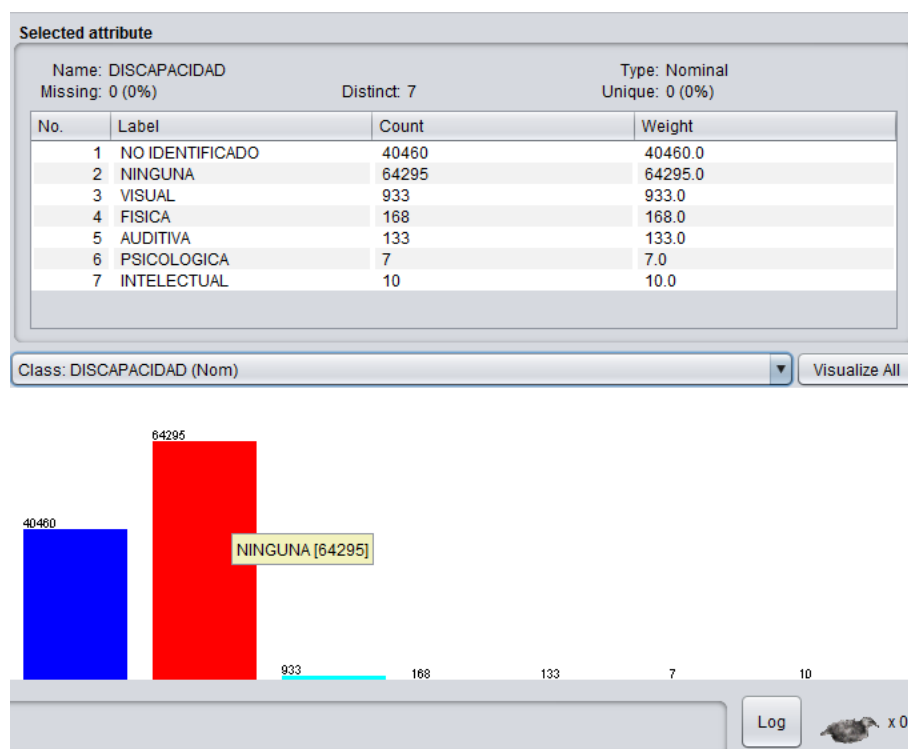 Selected attribute
Name: DISCAPACIDAD Type: Nominal
Missing: 0 (0%) Distinct: 7 Unique: 0 (0%)
No. Label Count Weight
1 NO IDENTIFICADO 40460 40460.0
2 NINGUNA 64295 64295.0
3 VISUAL 933 933.0
4 FISICA 168 168.0
5 AUDITIVA 133 133.0
6 PSICOLOGICA 7 7.0
7 INTELECTUAL 10 10.0
Class: DISCAPACIDAD (Nom) Visualize All
64295
40460
NINGUNA [64295]
933 168 133 7 10
Log x 0